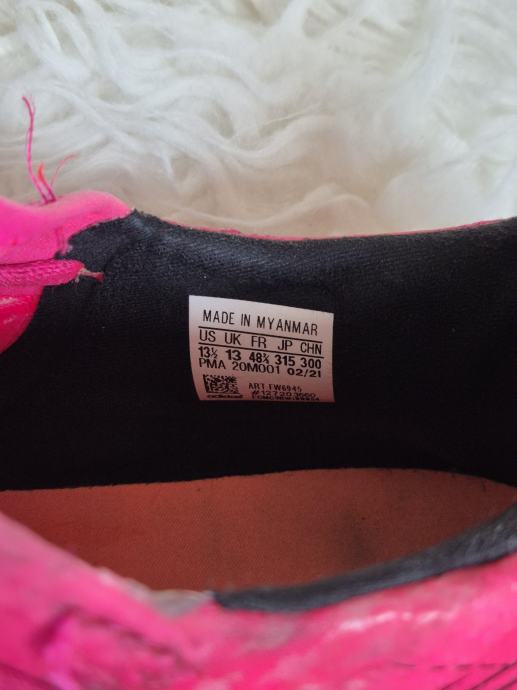 MADE IN MYANMAR
US UK FR JP CHN
13½ 13 48⅔ 315 300
PMA 20M001 02/21
ART FW6945
adidas